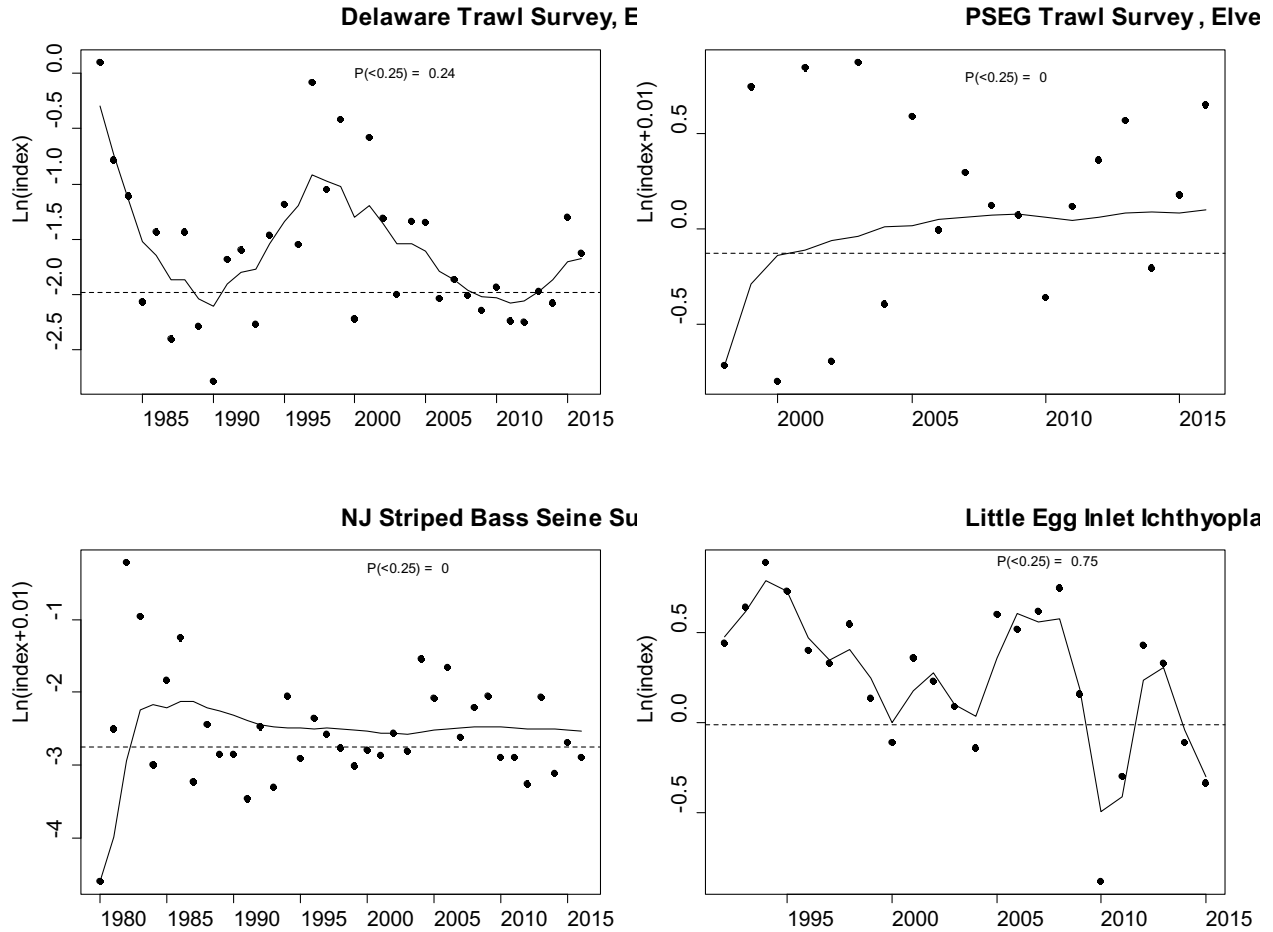 Delaware Trawl Survey, E
Ln(index)
0.0
-0.5
-1.0
-1.5
-2.0
-2.5
P(<0.25) = 0.24
1985 1990 1995 2000 2005 2010 2015
PSEG Trawl Survey , Elve
Ln(index+0.01)
0.5
0.0
-0.5
P(<0.25) = 0
2000 2005 2010 2015
NJ Striped Bass Seine Su
Ln(index+0.01)
-1
-2
-3
-4
P(<0.25) = 0
1980 1985 1990 1995 2000 2005 2010 2015
Little Egg Inlet Ichthyopla
Ln(index)
0.5
0.0
-0.5
P(<0.25) = 0.75
1995 2000 2005 2010 2015